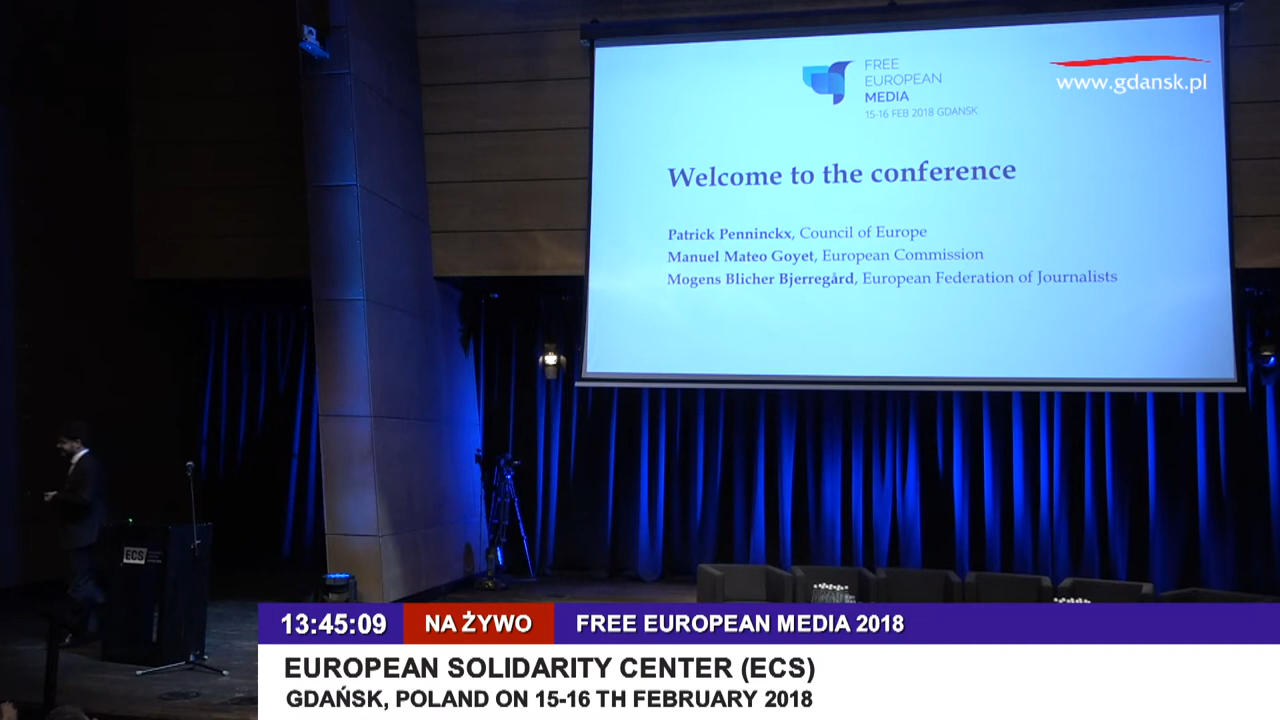 FREE
EUROPEAN
MEDIA
15-16 FEB 2018 GDANSK
www.gdansk.pl
Welcome to the conference
Patrick Penninckx, Council of Europe
Manuel Mateo Goyet, European Commission
Mogens Blicher Bjerregård, European Federation of Journalists
ECS
13:45:09 NA ŻYWO FREE EUROPEAN MEDIA 2018
EUROPEAN SOLIDARITY CENTER (ECS)
GDAŃSK, POLAND ON 15-16 TH FEBRUARY 2018